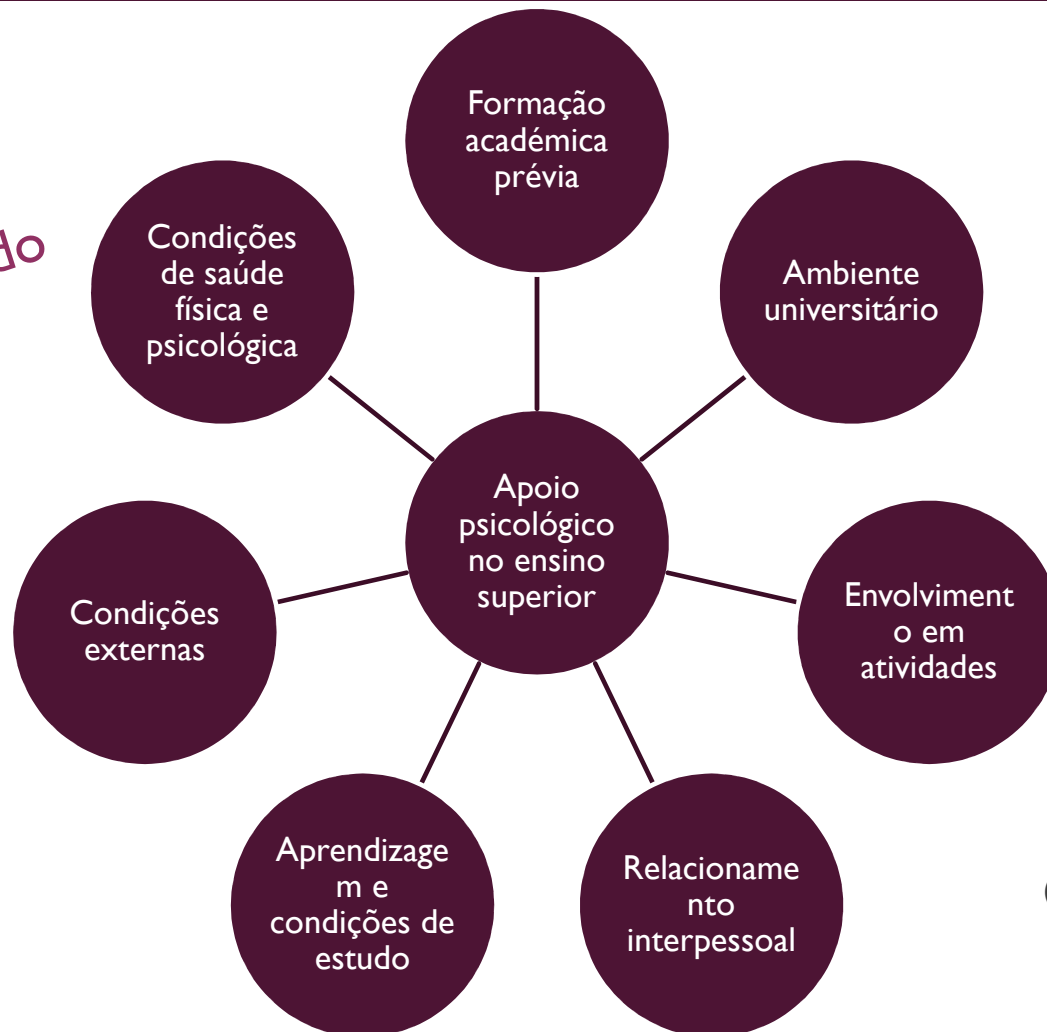 Formação
académica
prévia
Condições
de saúde
física e
psicológica
Ambiente
universitário
Apoio
psicológico
no ensino
superior
Condições
externas
Envolviment
o em
atividades
Aprendizage
m e
condições de
estudo
Relacioname
nto
interpessoal